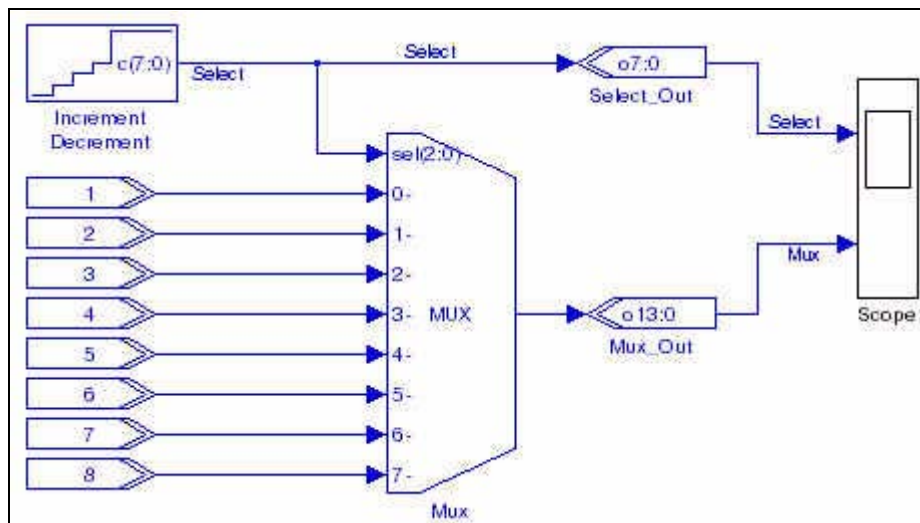 c(7:0)
Select
Increment
Decrement
Select
o7:0
Select_Out
Select
sel(2:0)
1
0-
2
1-
3
2-
4
3-
MUX
5
4-
6
5-
7
6-
8
7-
Mux
o13:0
Mux_Out
Mux
Scope